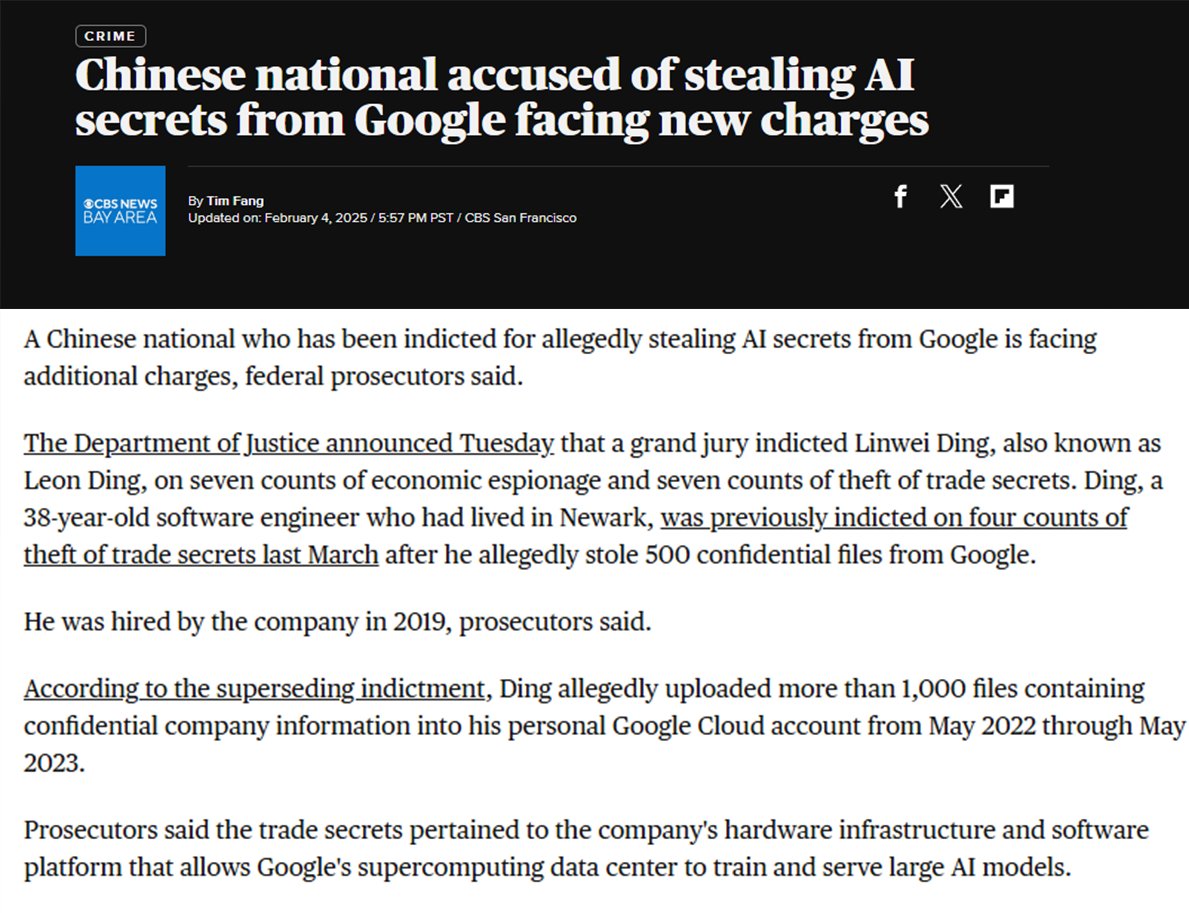 CRIME
Chinese national accused of stealing AI
secrets from Google facing new charges
CBS NEWS
BAY AREA
By Tim Fang
Updated on: February 4, 2025 / 5:57 PM PST / CBS San Francisco
A Chinese national who has been indicted for allegedly stealing AI secrets from Google is facing
additional charges, federal prosecutors said.
The Department of Justice announced Tuesday that a grand jury indicted Linwei Ding, also known as
Leon Ding, on seven counts of economic espionage and seven counts of theft of trade secrets. Ding, a
38-year-old software engineer who had lived in Newark, was previously indicted on four counts of
theft of trade secrets last March after he allegedly stole 500 confidential files from Google.
He was hired by the company in 2019, prosecutors said.
According to the superseding indictment, Ding allegedly uploaded more than 1,000 files containing
confidential company information into his personal Google Cloud account from May 2022 through May
2023.
Prosecutors said the trade secrets pertained to the company's hardware infrastructure and software
platform that allows Google's supercomputing data center to train and serve large AI models.